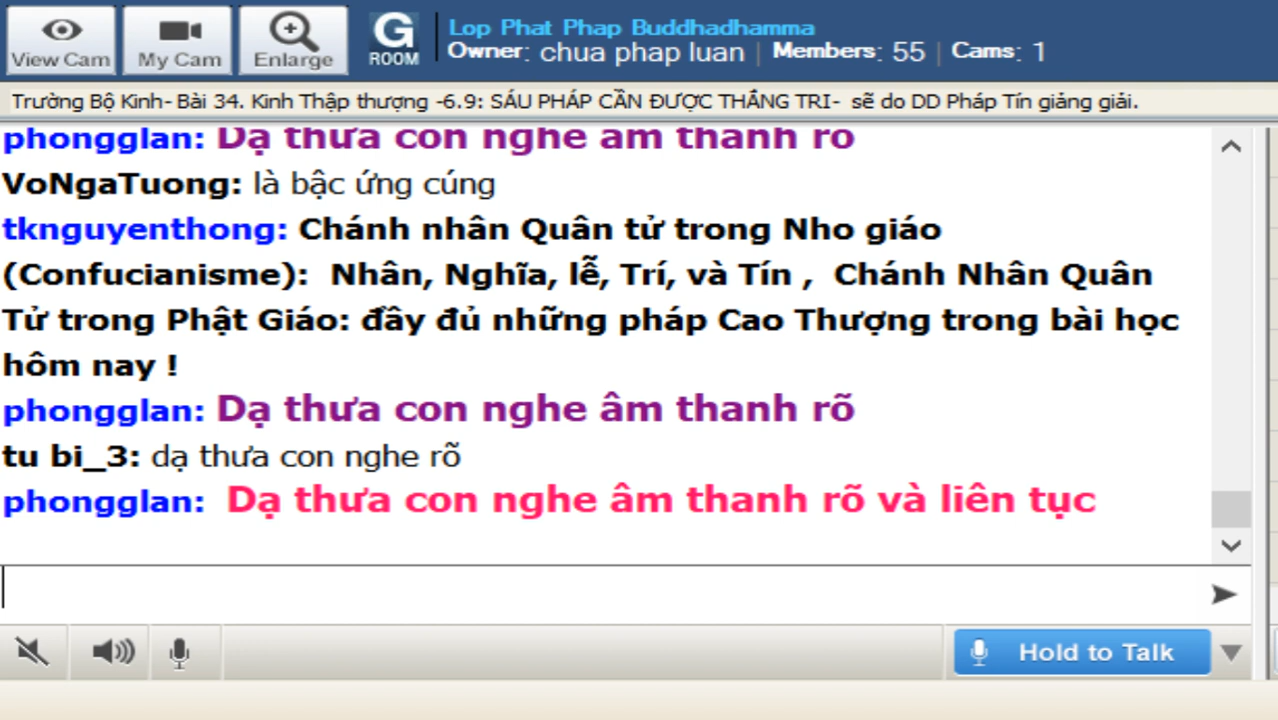 View Cam
My Cam
Enlarge
G
ROOM
Lop Phat Phap Buddhadhamma
Owner: chua phap luan | Members: 55 | Cams: 1
Trường Bộ Kinh- Bài 34. Kinh Thập thượng -6.9: SÁU PHÁP CẦN ĐƯỢC THẮNG TRI- sẽ do DD Pháp Tín giảng giải.
phongglan: Dạ thưa con nghe âm thanh rõ
VoNgaTuong: là bậc ứng cúng
tknguyenthong: Chánh nhân Quân tử trong Nho giáo
(Confucianisme): Nhân, Nghĩa, lễ, Trí, và Tín , Chánh Nhân Quân
Tử trong Phật Giáo: đầy đủ những pháp Cao Thượng trong bài học
hôm nay !
phongglan: Dạ thưa con nghe âm thanh rõ
tu bi_3: dạ thưa con nghe rõ
phongglan: Dạ thưa con nghe âm thanh rõ và liên tục
Hold to Talk